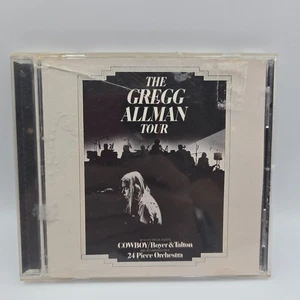 THE
GREGG
ALLMAN
TOUR
COWBOY/Boyer & Talton
24 Piece Orchestra